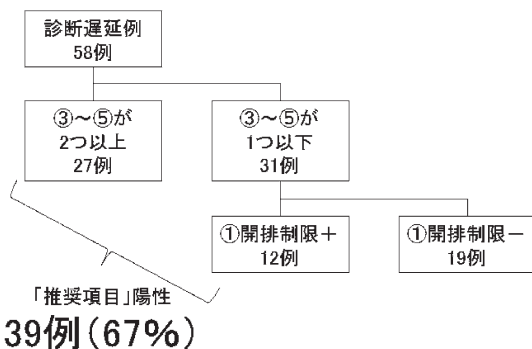 診断遅延例
58例
③~⑤が
2つ以上
27例
③~⑤が
1つ以下
31例
①開排制限+
12例
①開排制限-
19例
「推奨項目」陽性
39例(67%)